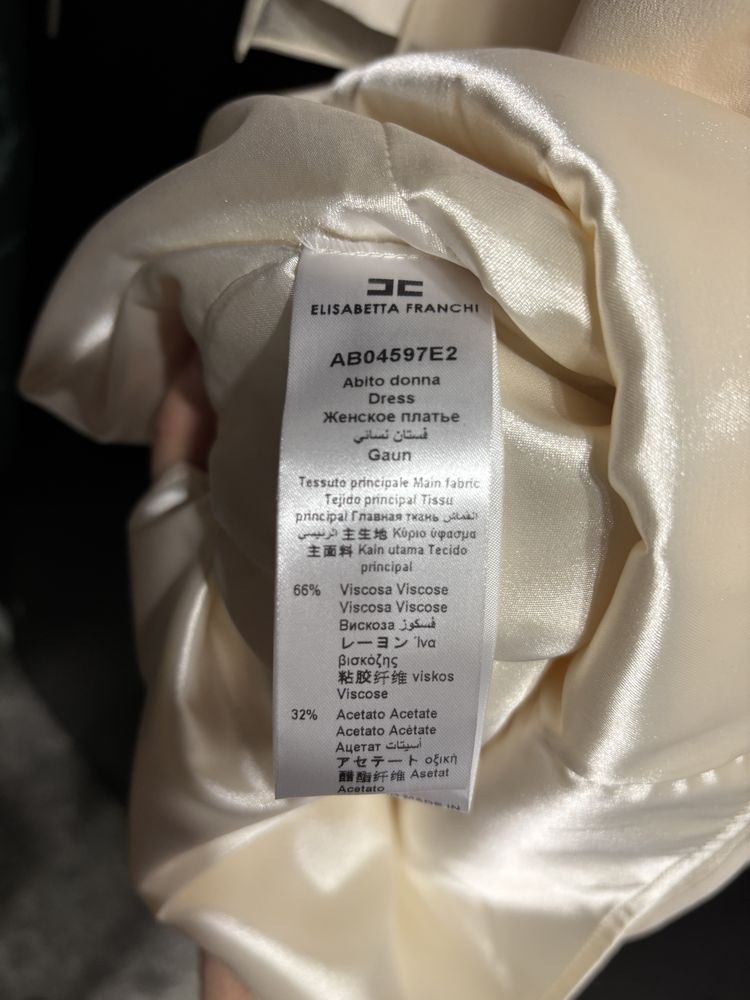 ELISABETTA FRANCHI
AB04597E2
Abito donna
Dress
Женское платье
فستان نسائي
Gaun
Tessuto principale Main fabric
Tejido principal Tissu
principal Главная ткань القماش
الرئيسي 主生地 Κύριο ύφασμα
主面料 Kain utama Tecido
principal
66% Viscosa Viscose
Viscosa Viscose
Вискоза فسكوز
レーヨン Ίνα
βισκόζης
粘胶纤维 viskos
Viscose
32% Acetato Acetate
Acetato Acétate
Ацетат أسيتات
アセテート οξική
醋酯纤维 Asetat
Acetato
MADE IN